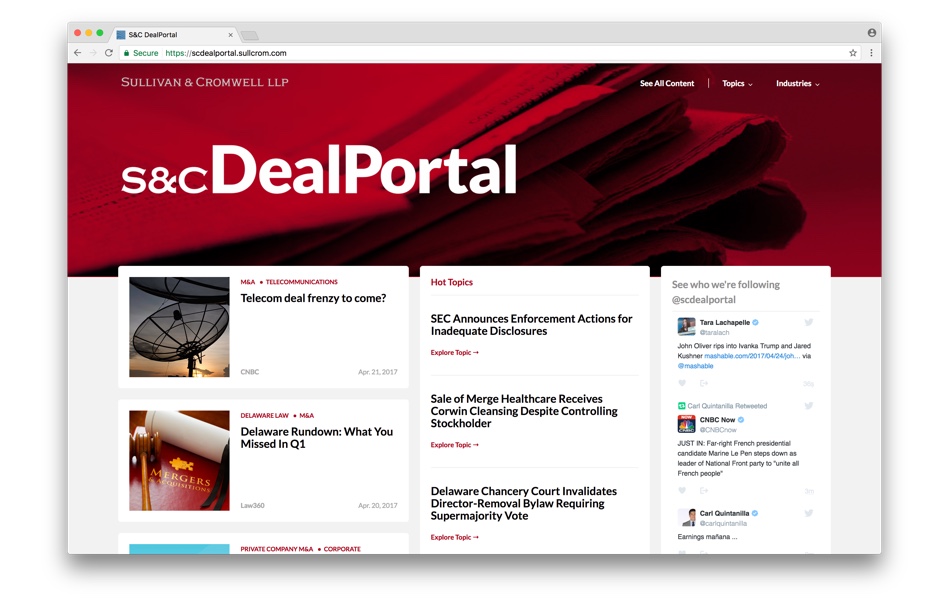 S&C DealPortal
Secure https://scdealportal.sullcrom.com
SULLIVAN & CROMWELL LLP
See All Content
Topics
Industries
S&C DealPortal
M&A • TELECOMMUNICATIONS
Telecom deal frenzy to come?
CNBC
Apr. 21, 2017
DELAWARE LAW • M&A
Delaware Rundown: What You
Missed In Q1
MERGERS
& ACQUISITIONS
Law360
Apr. 20, 2017
PRIVATE COMPANY M&A • CORPORATE
Hot Topics
SEC Announces Enforcement Actions for
Inadequate Disclosures
Explore Topic →
Sale of Merge Healthcare Receives
Corwin Cleansing Despite Controlling
Stockholder
Explore Topic →
Delaware Chancery Court Invalidates
Director-Removal Bylaw Requiring
Supermajority Vote
Explore Topic →
See who we're following
@scdealportal
Tara Lachapelle
@taralach
John Oliver rips into Ivanka Trump and Jared
Kushner mashable.com/2017/04/24/joh… via
@mashable
Carl Quintanilla Retweeted
CNBC Now
@CNBCnow
JUST IN: Far-right French presidential
candidate Marine Le Pen steps down as
leader of National Front party to "unite all
French people"
Carl Quintanilla
@carlquintanilla
Earnings mañana ...